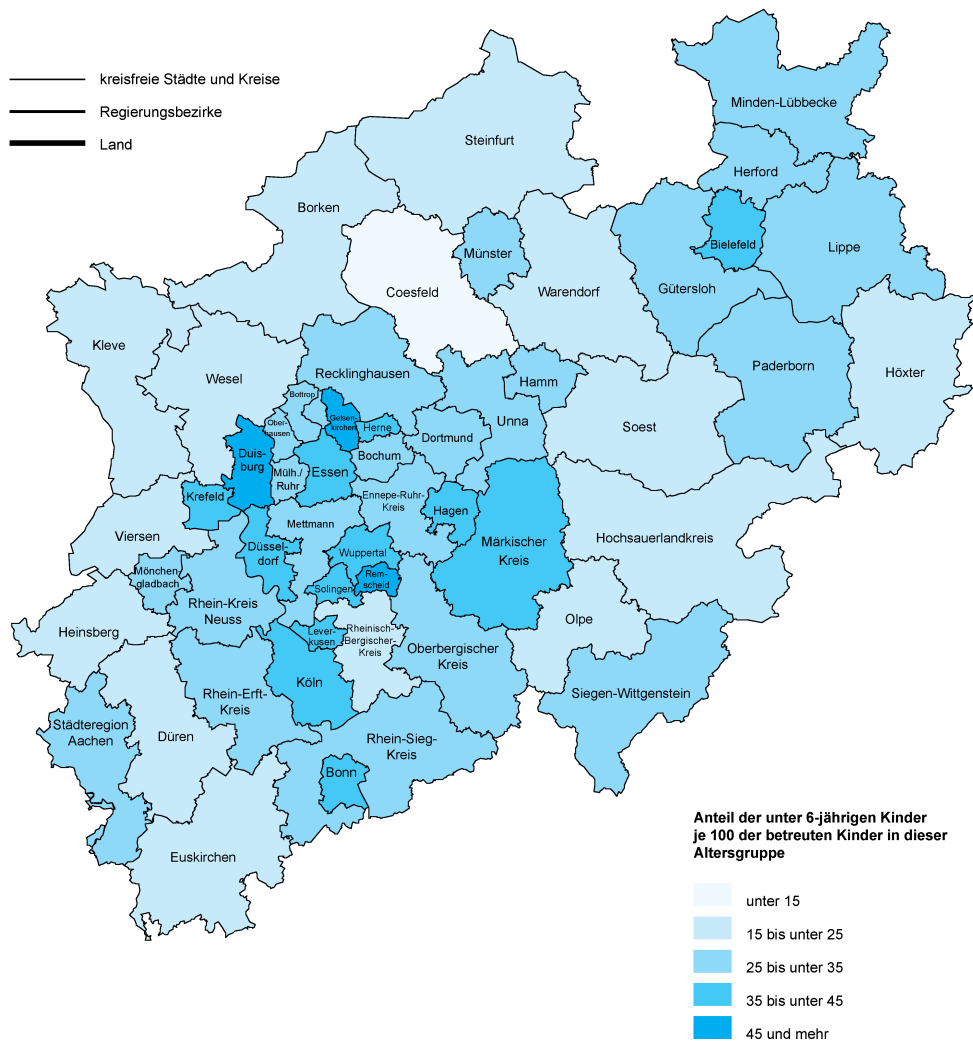 kreisfreie Städte und Kreise
Regierungsbezirke
Land
Minden-Lübbecke
Steinfurt
Herford
Borken
Bielefeld
Lippe
Münster
Coesfeld
Warendorf
Gütersloh
Kleve
Paderborn
Höxter
Wesel
Recklinghausen
Hamm
Bottrop
Unna
Soest
Gelsen-
kirchen
Ober-
hausen
Herne
Dortmund
Duis-
burg
Bochum
Essen
Mülh./
Ruhr
Krefeld
Ennepe-Ruhr-
Kreis
Hagen
Mettmann
Viersen
Märkischer
Kreis
Hochsauerlandkreis
Düssel-
dorf
Wuppertal
Mönchen-
gladbach
Rem-
scheid
Solingen
Rhein-Kreis
Neuss
Heinsberg
Lever-
kusen
Rheinisch-
Bergischer-
Kreis
Olpe
Oberbergischer
Kreis
Köln
Rhein-Erft-
Kreis
Siegen-Wittgenstein
Städteregion
Aachen
Düren
Rhein-Sieg-
Kreis
Bonn
Euskirchen
Anteil der unter 6-jährigen Kinder
je 100 der betreuten Kinder in dieser
Altersgruppe
unter 15
15 bis unter 25
25 bis unter 35
35 bis unter 45
45 und mehr